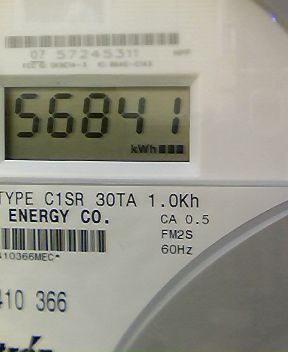 07 57245311
56841
kWh
TYPE C1SR 30TA 1.0Kh
ENERGY CO.
CA 0.5
FM2S
60Hz
410366MEC*
410 366